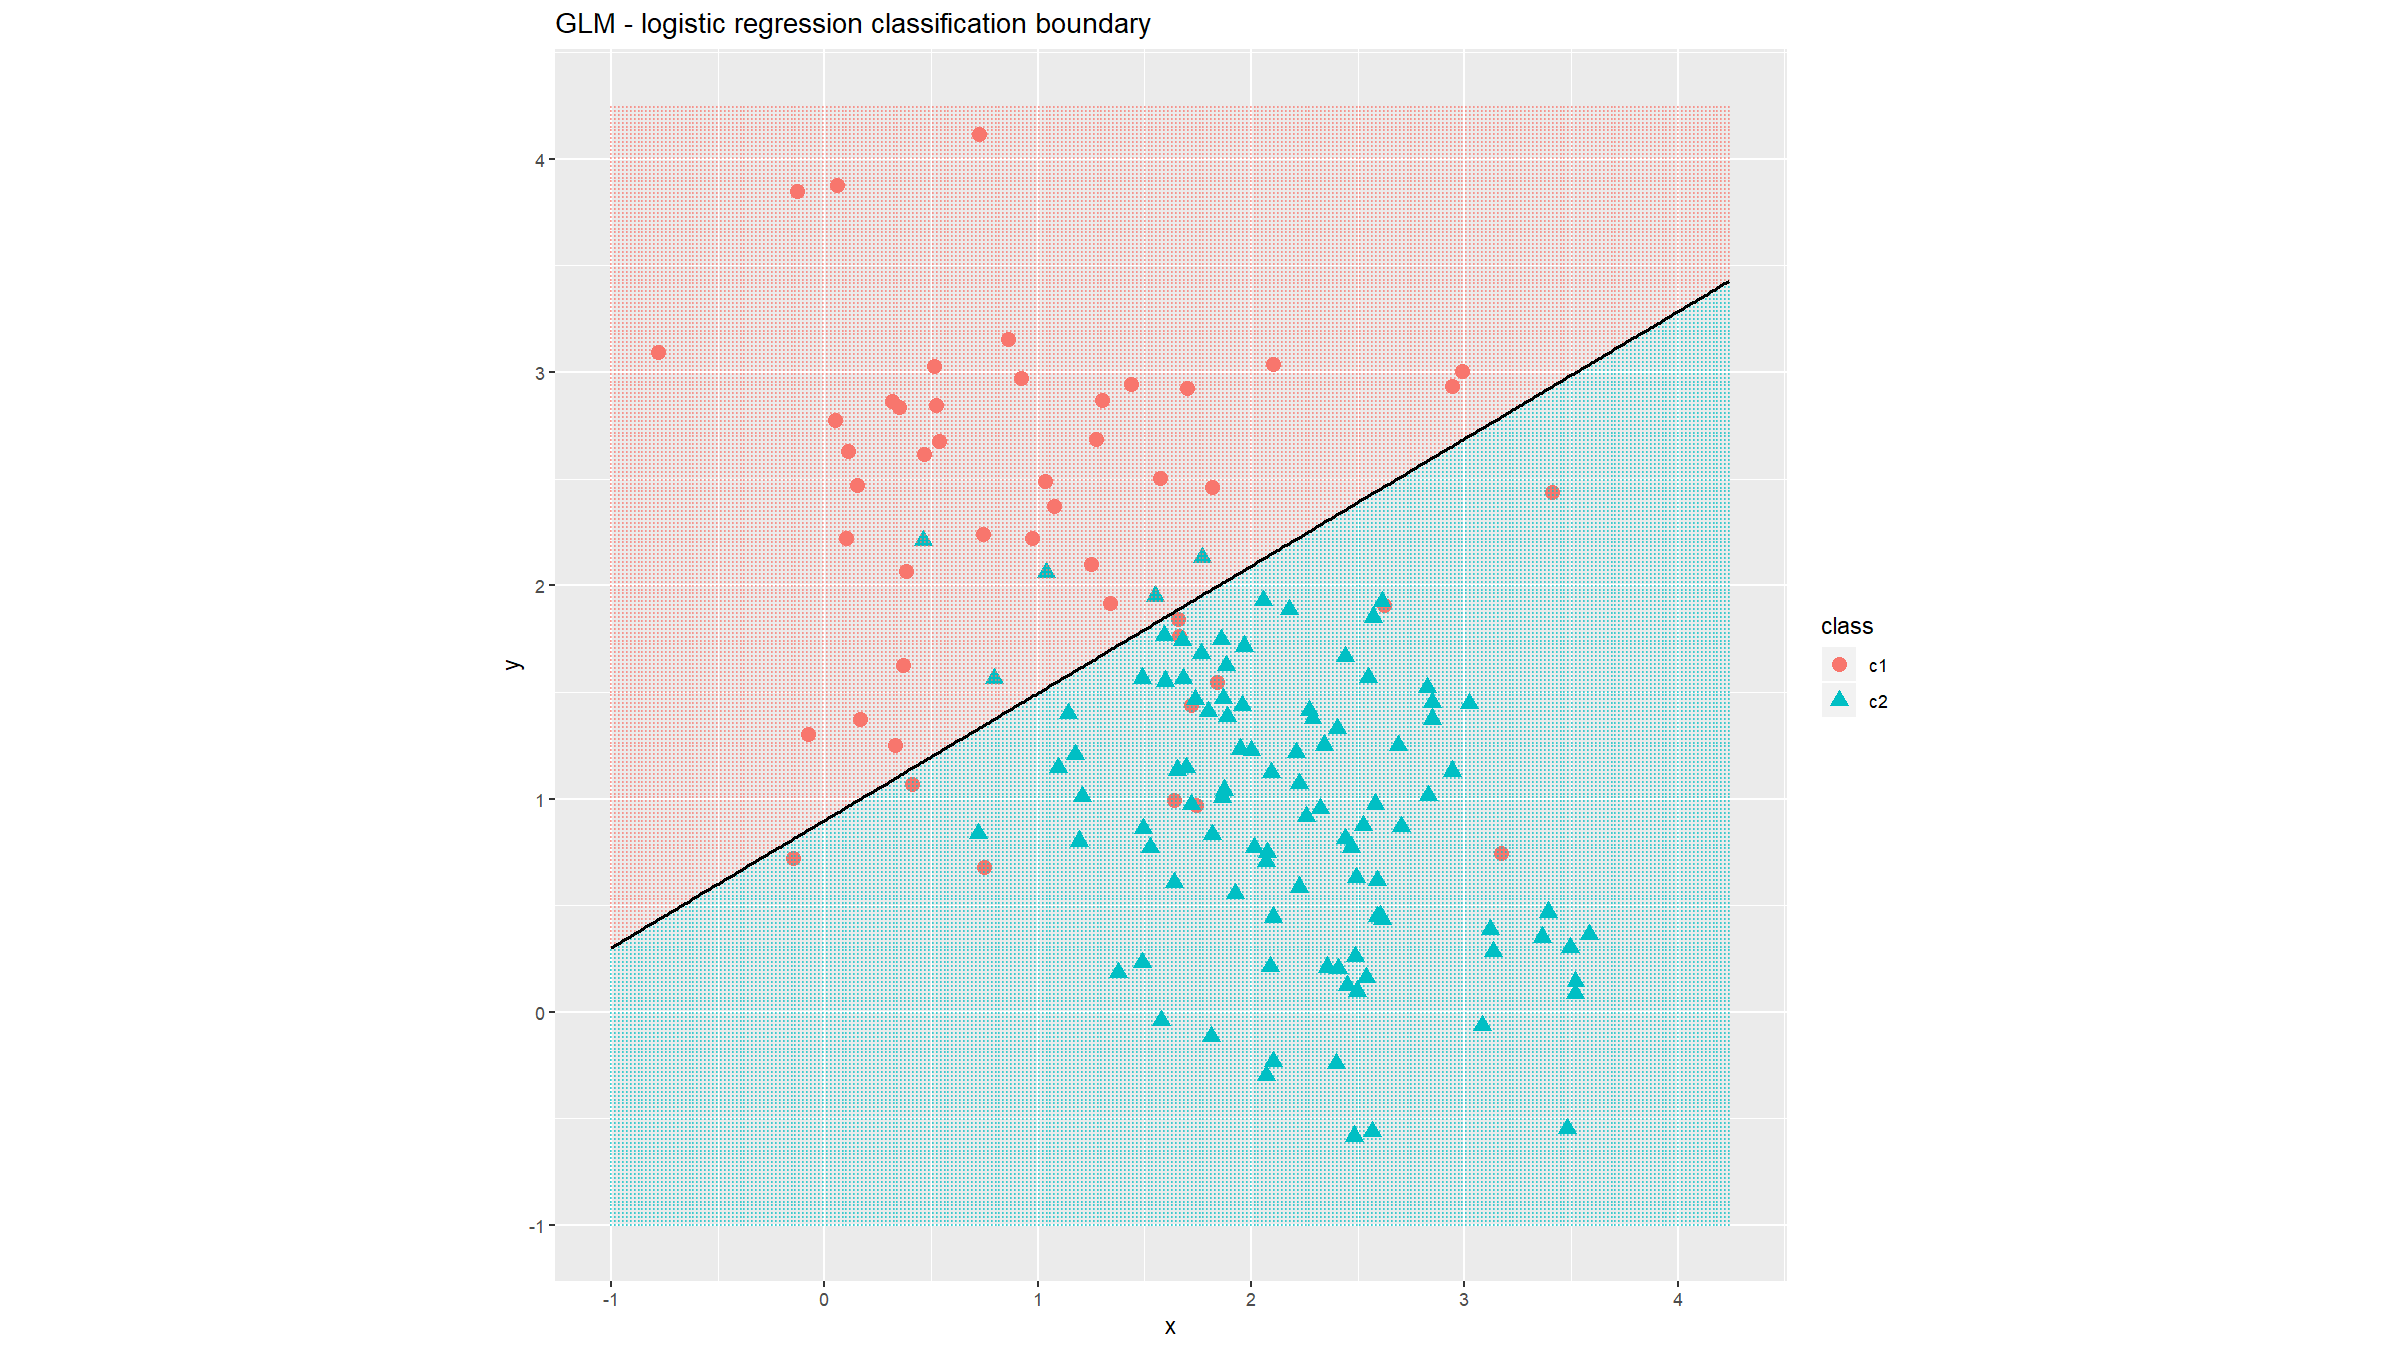 GLM - logistic regression classification boundary
4
3
2
1
0
-1
y
-1 0 1 2 3 4
x
class
c1
c2